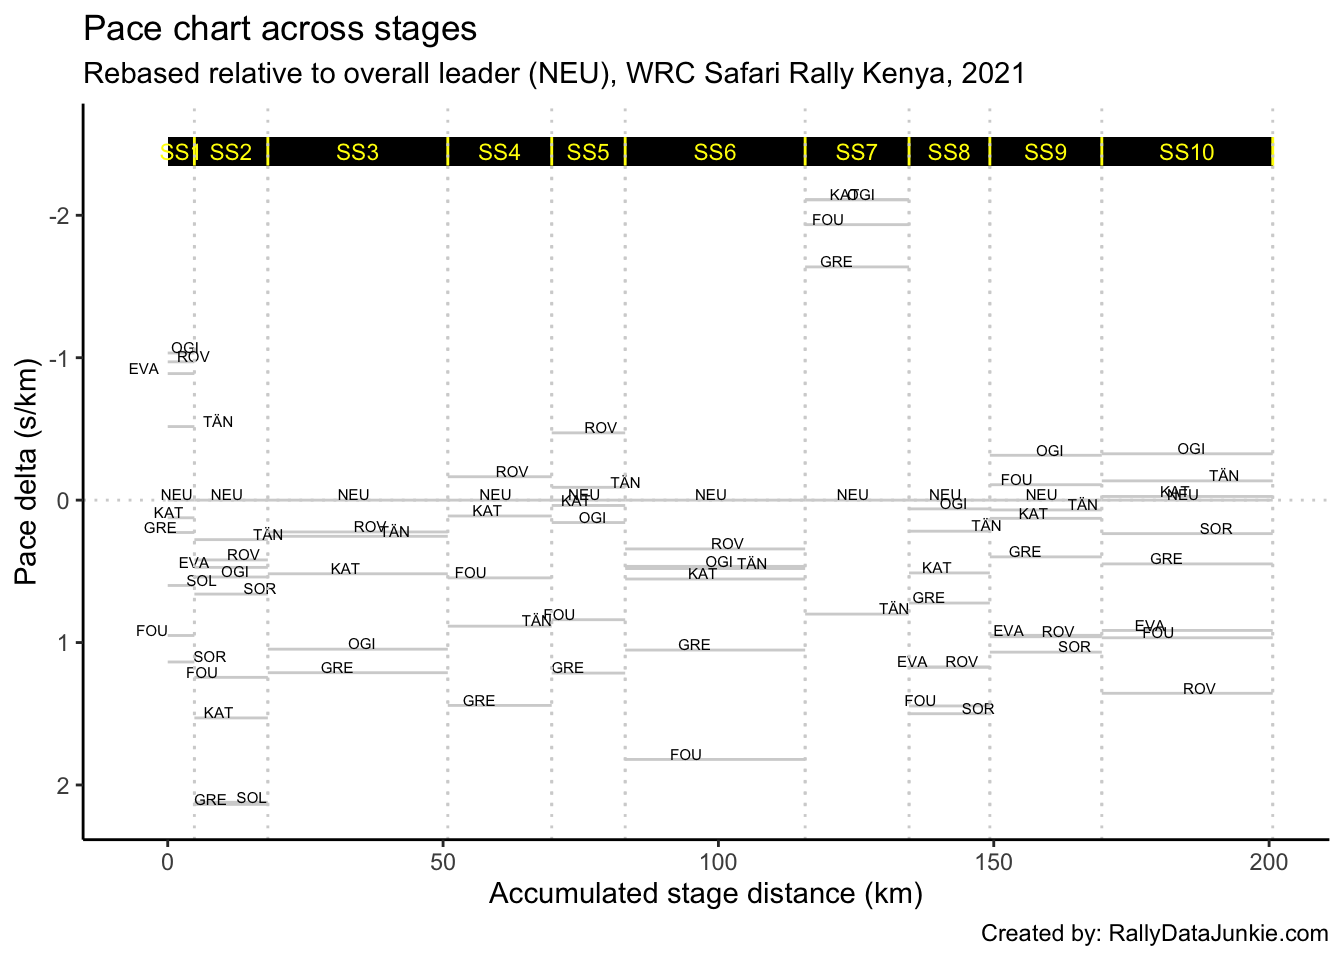 Pace chart across stages
Rebased relative to overall leader (NEU), WRC Safari Rally Kenya, 2021
SS1 SS2 SS3 SS4 SS5 SS6 SS7 SS8 SS9 SS10
KAT OGI
-2
FOU
GRE
OGI
-1 ROV
EVA
TÄN
ROV
OGI OGI
ROV
FOU TÄN
TÄN
0 NEU NEU NEU NEU NEU NEU NEU NEU NEU KAT NEU
KAT OGI
KAT KAT OGI TÄN KAT
GRE TÄN ROV TÄN TÄN SOR
EVA ROV ROV GRE GRE
SOL OGI KAT FOU OGI TÄN KAT KAT
SOR GRE
FOU TÄN FOU TÄN EVA ROV EVA FOU
1
SOR OGI GRE SOR
FOU GRE GRE EVA ROV
KAT GRE FOU SOR ROV
FOU
2
GRE SOL
0 50 100 150 200
Pace delta (s/km)
Accumulated stage distance (km)
Created by: RallyDataJunkie.com